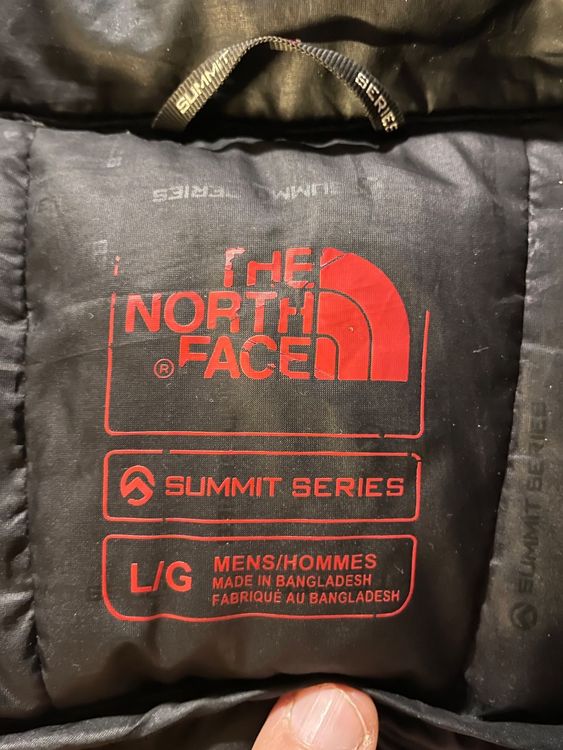 SUMMIT SERIES
SUMMIT SERIES
THE
NORTH
FACE
®
SUMMIT SERIES
L/G
MENS/HOMMES
MADE IN BANGLADESH
FABRIQUÉ AU BANGLADESH
SUMMIT SERIES